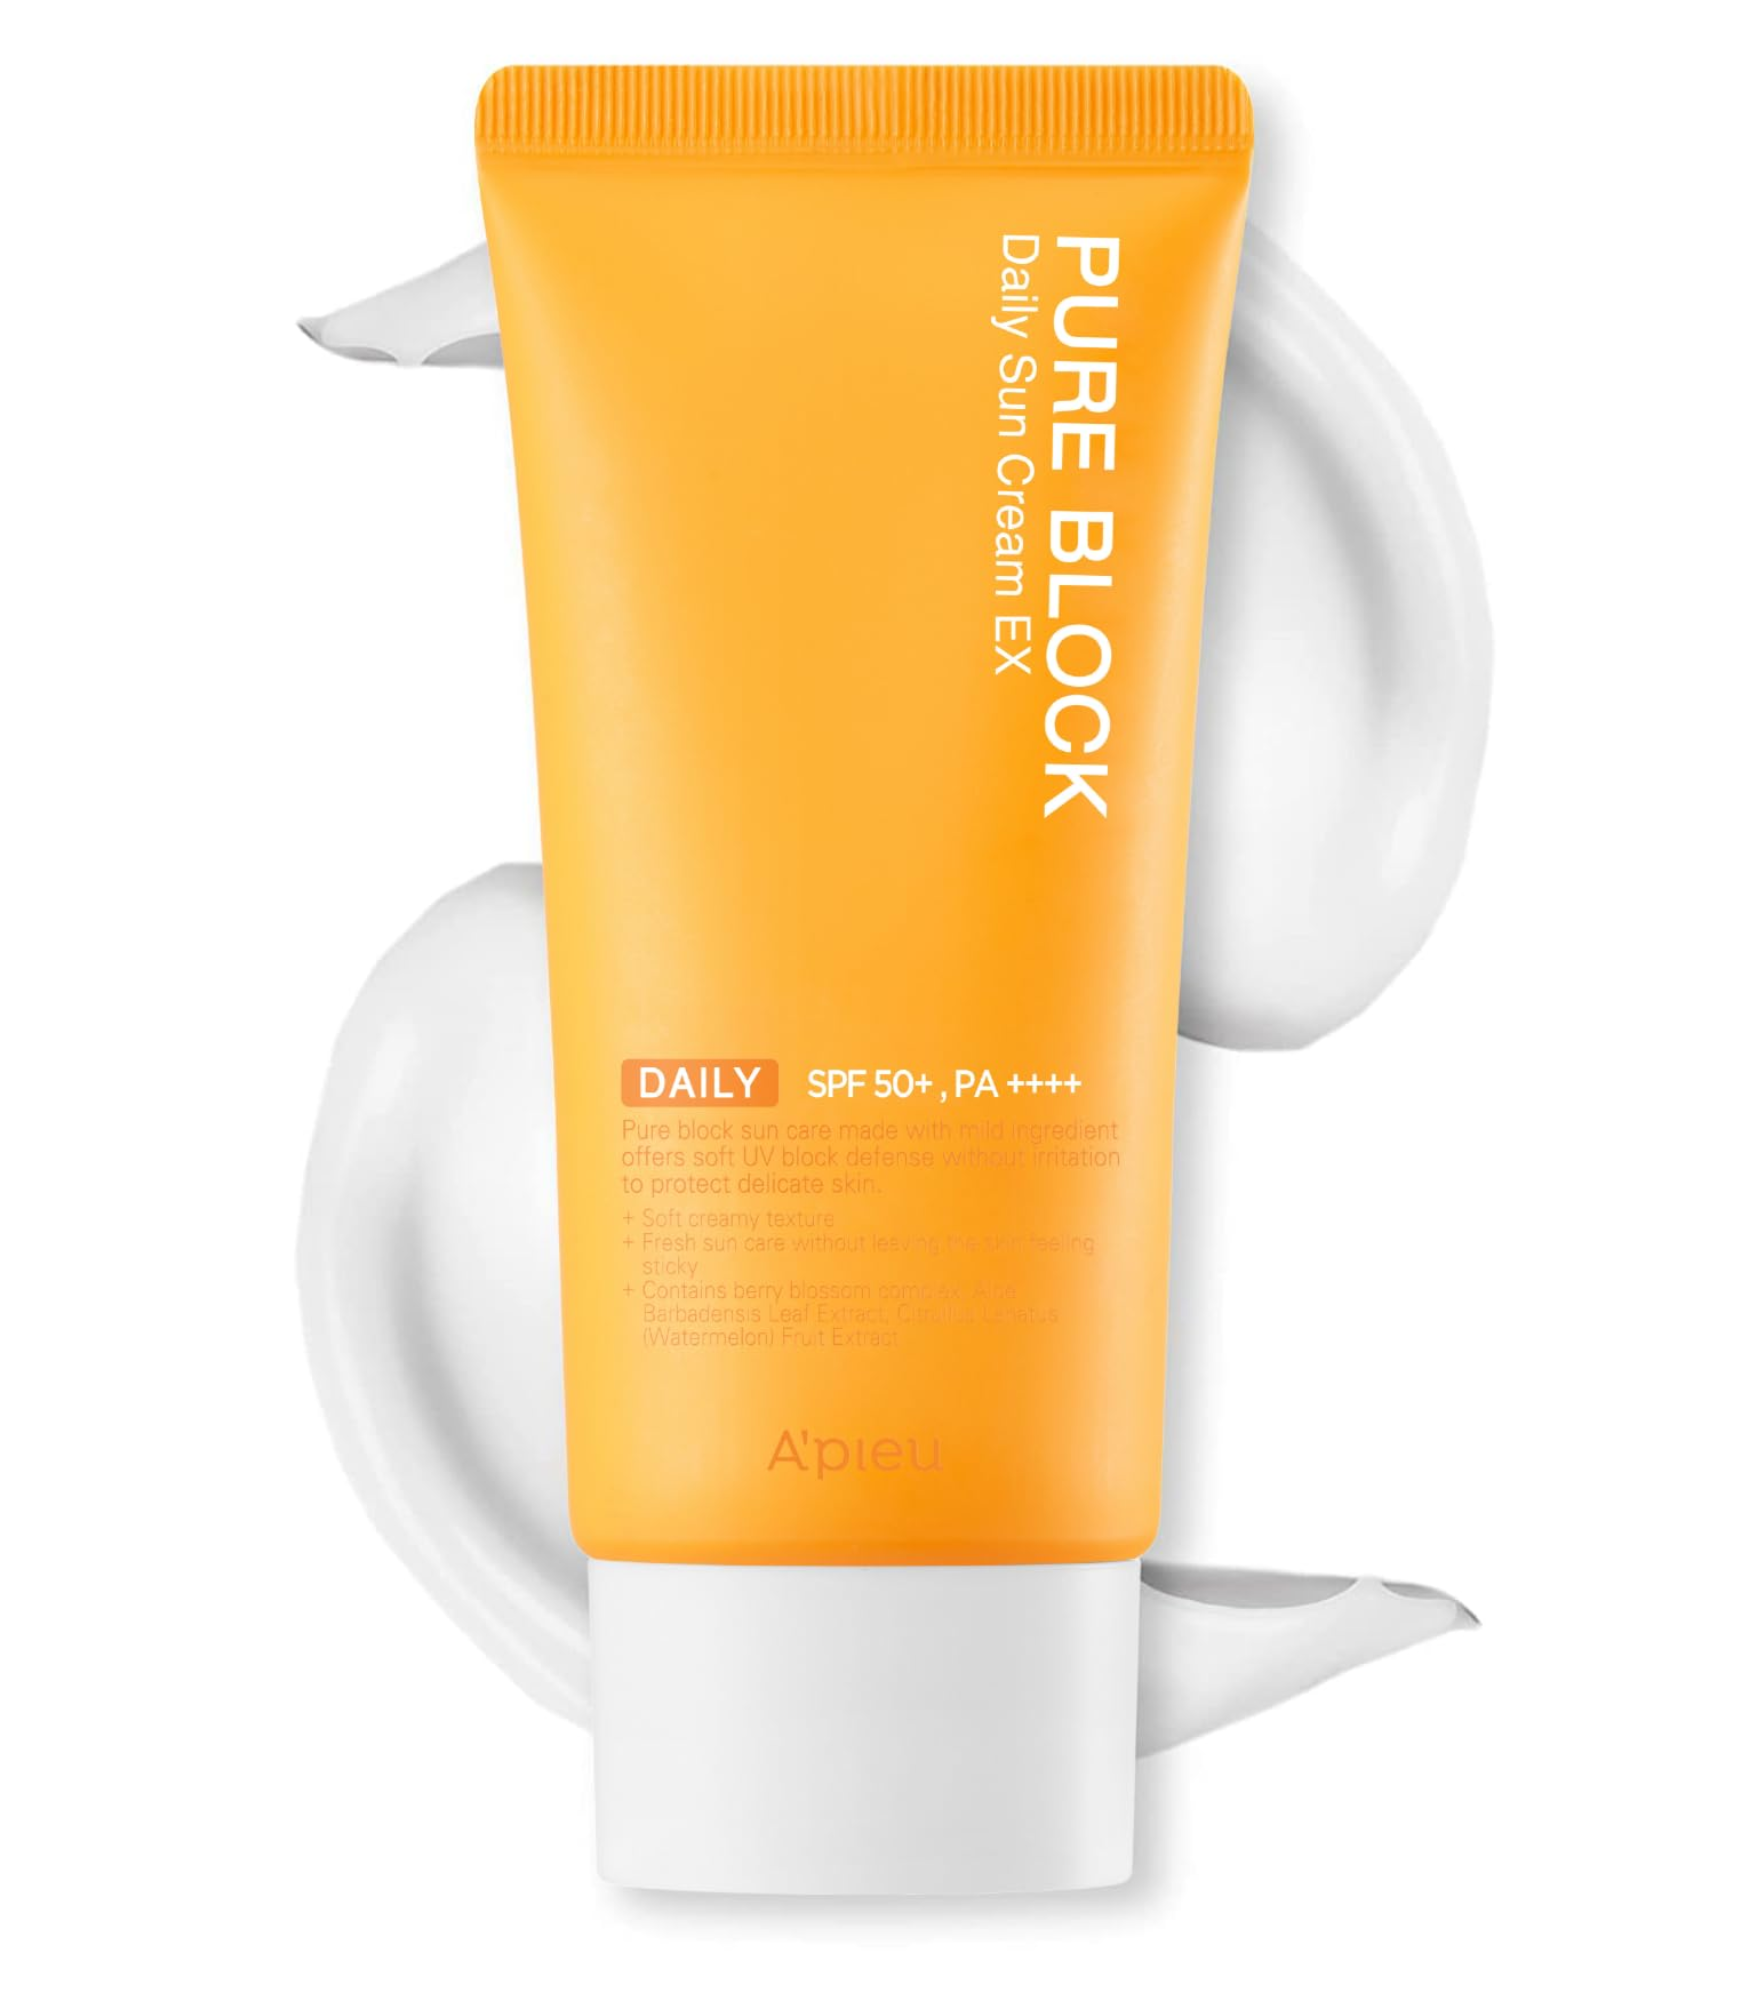 PURE BLOCK
Daily Sun Cream EX
DAILY SPF 50+, PA ++++
Pure block sun care made with mild ingredient
offers soft UV block defense without irritation
to protect delicate skin.
+ Soft creamy texture
+ Fresh sun care without leaving the skin feeling
sticky
+ Contains berry blossom complex, Aloe
Barbadensis Leaf Extract, Citrullus Lanatus
(Watermelon) Fruit Extract
A'pieu